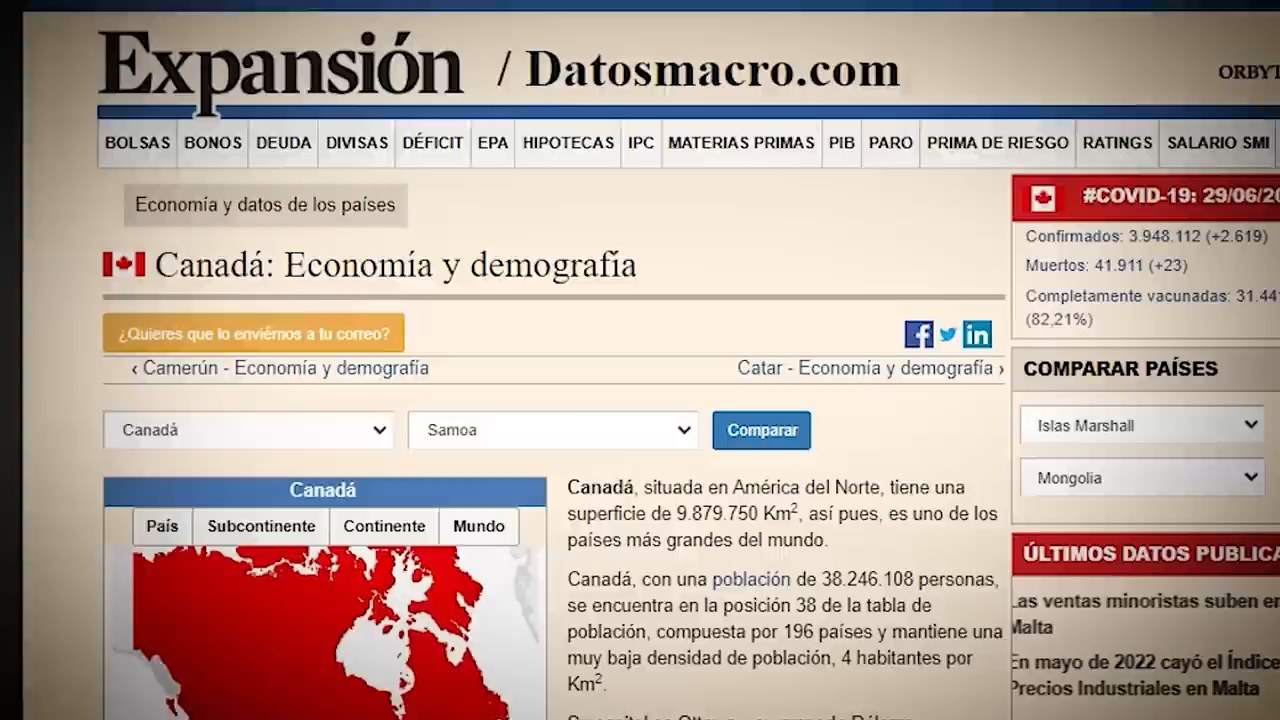 Expansión / Datosmacro.com
BOLSAS BONOS DEUDA DIVISAS DÉFICIT EPA HIPOTECAS IPC MATERIAS PRIMAS PIB PARO PRIMA DE RIESGO RATINGS SALARIO SMI
Economía y datos de los países
Canadá: Economía y demografía
¿Quieres que lo enviémos a tu correo?
‹ Camerún - Economía y demografía
Catar - Economía y demografía ›
Canadá
Samoa
Comparar
Canadá
País Subcontinente Continente Mundo
Canadá, situada en América del Norte, tiene una
superficie de 9.879.750 Km², así pues, es uno de los
países más grandes del mundo.
Canadá, con una población de 38.246.108 personas,
se encuentra en la posición 38 de la tabla de
población, compuesta por 196 países y mantiene una
muy baja densidad de población, 4 habitantes por
Km².
#COVID-19: 29/06/20
Confirmados: 3.948.112 (+2.619)
Muertos: 41.911 (+23)
Completamente vacunadas: 31.44
(82,21%)
COMPARAR PAÍSES
Islas Marshall
Mongolia
ÚLTIMOS DATOS PUBLICA
Las ventas minoristas suben en
Malta
En mayo de 2022 cayó el Índice
Precios Industriales en Malta